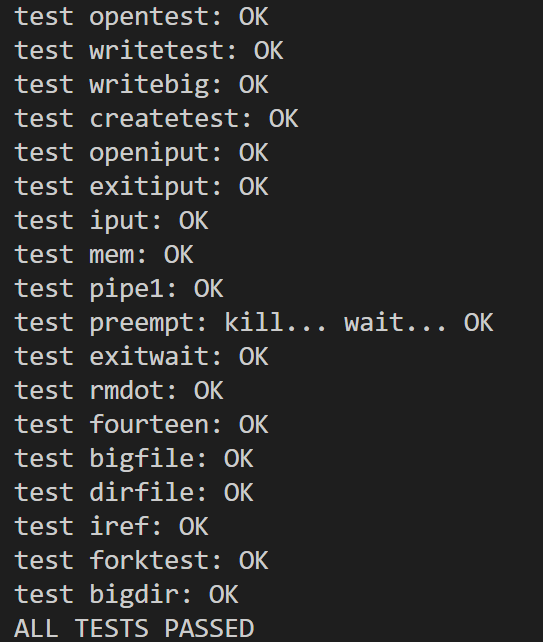 test opentest: OK
test writetest: OK
test writebig: OK
test createtest: OK
test openiput: OK
test exitiput: OK
test iput: OK
test mem: OK
test pipe1: OK
test preempt: kill... wait... OK
test exitwait: OK
test rmdot: OK
test fourteen: OK
test bigfile: OK
test dirfile: OK
test iref: OK
test forktest: OK
test bigdir: OK
ALL TESTS PASSED